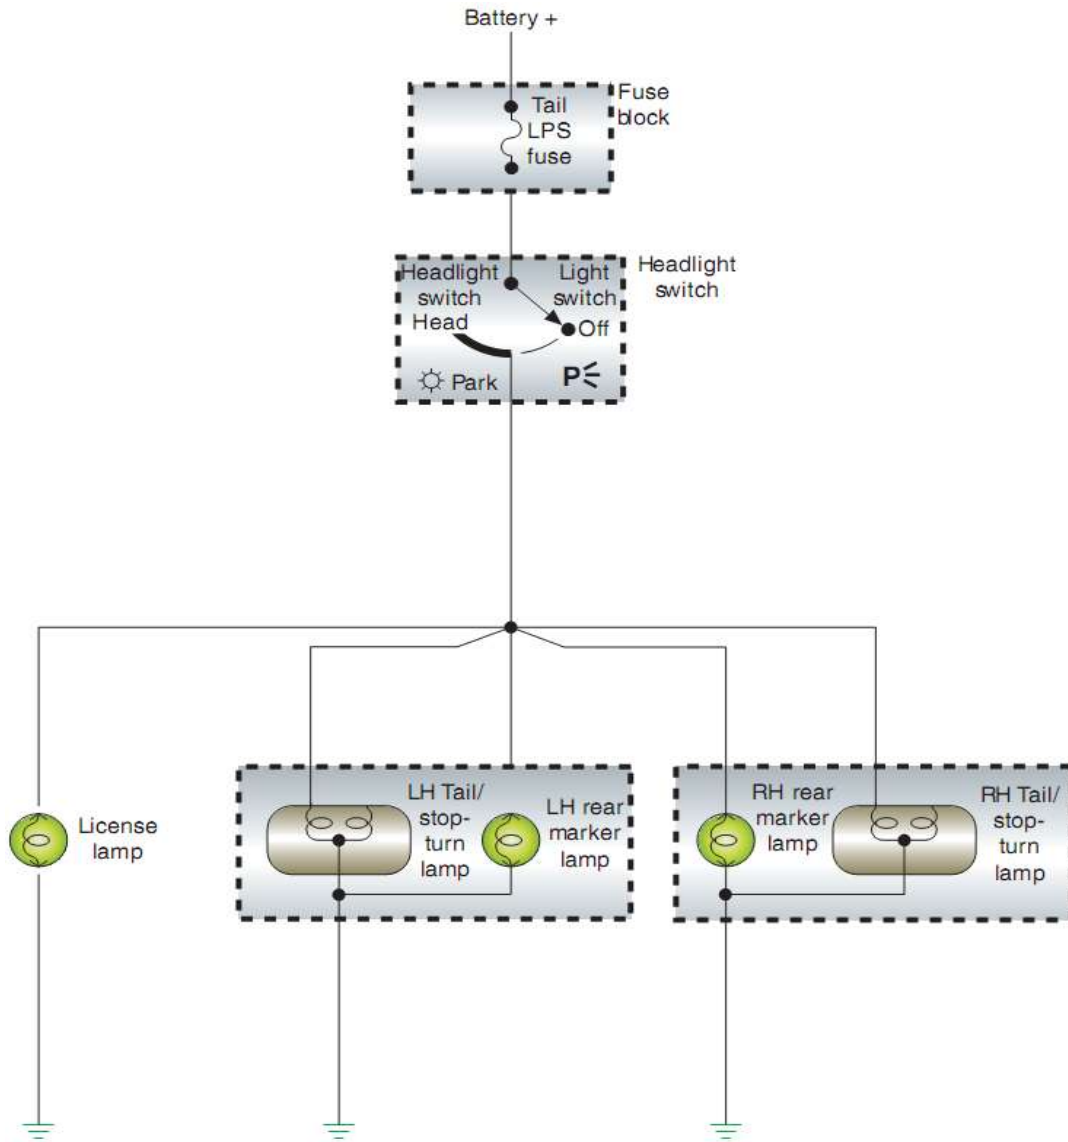 Battery +
Tail
LPS
fuse
Fuse
block
Headlight
switch
Head
Light
switch
Off
Park
P
Headlight
switch
License
lamp
LH Tail/
stop-
turn
lamp
LH rear
marker
lamp
RH rear
marker
lamp
RH Tail/
stop-
turn
lamp